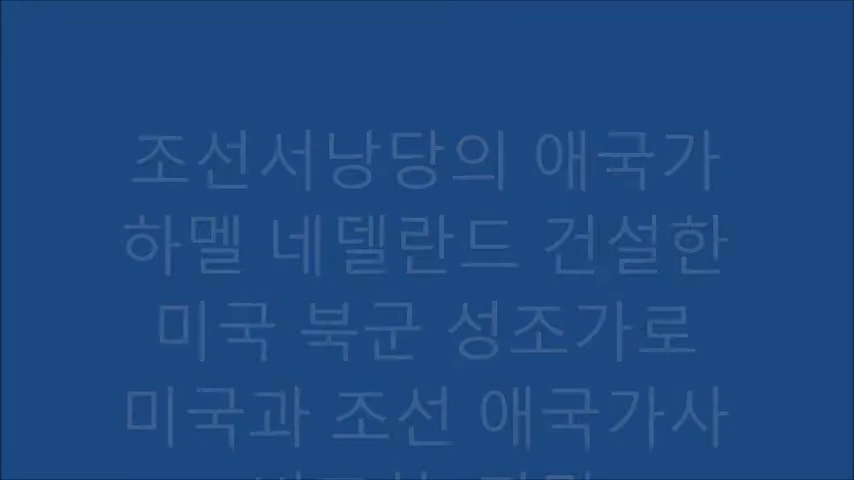 조선서낭당의 애국가
하멜 네델란드 건설한
미국 북군 성조가로
미국과 조선 애국가사